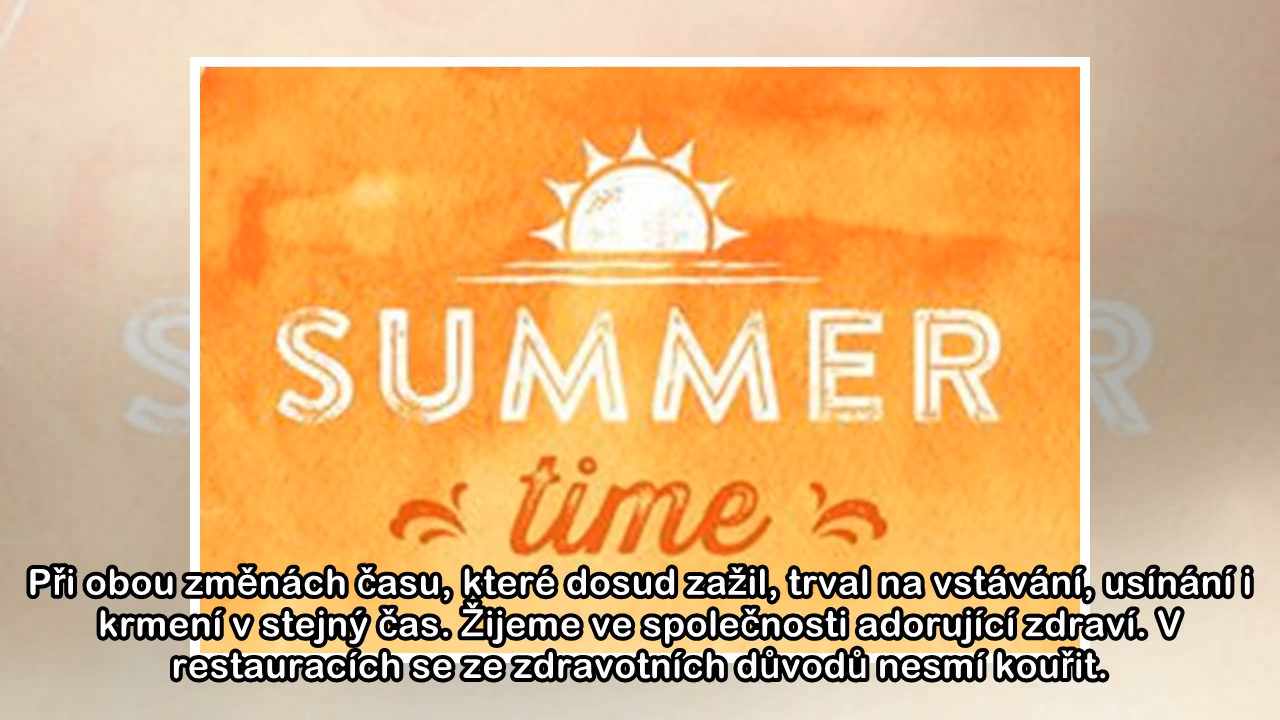 SUMMER
time
Při obou změnách času, které dosud zažil, trval na vstávání, usínání i
krmení v stejný čas. Žijeme ve společnosti adorující zdraví. V
restauracích se ze zdravotních důvodů nesmí kouřit.